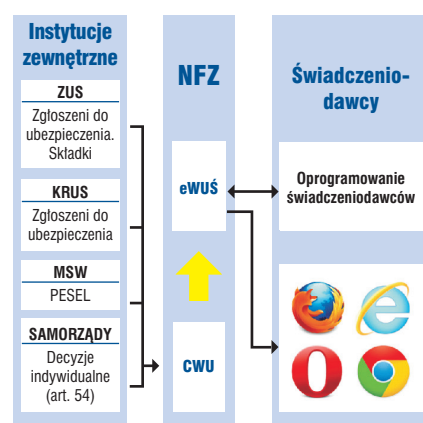 Instytucje
zewnętrzne
ZUS
Zgłoszeni do
ubezpieczenia.
Składki
KRUS
Zgłoszeni do
ubezpieczenia
MSW
PESEL
SAMORZĄDY
Decyzje
indywidualne
(art. 54)
NFZ
eWUŚ
CWU
Świadczenio-
dawcy
Oprogramowanie
świadczeniodawców